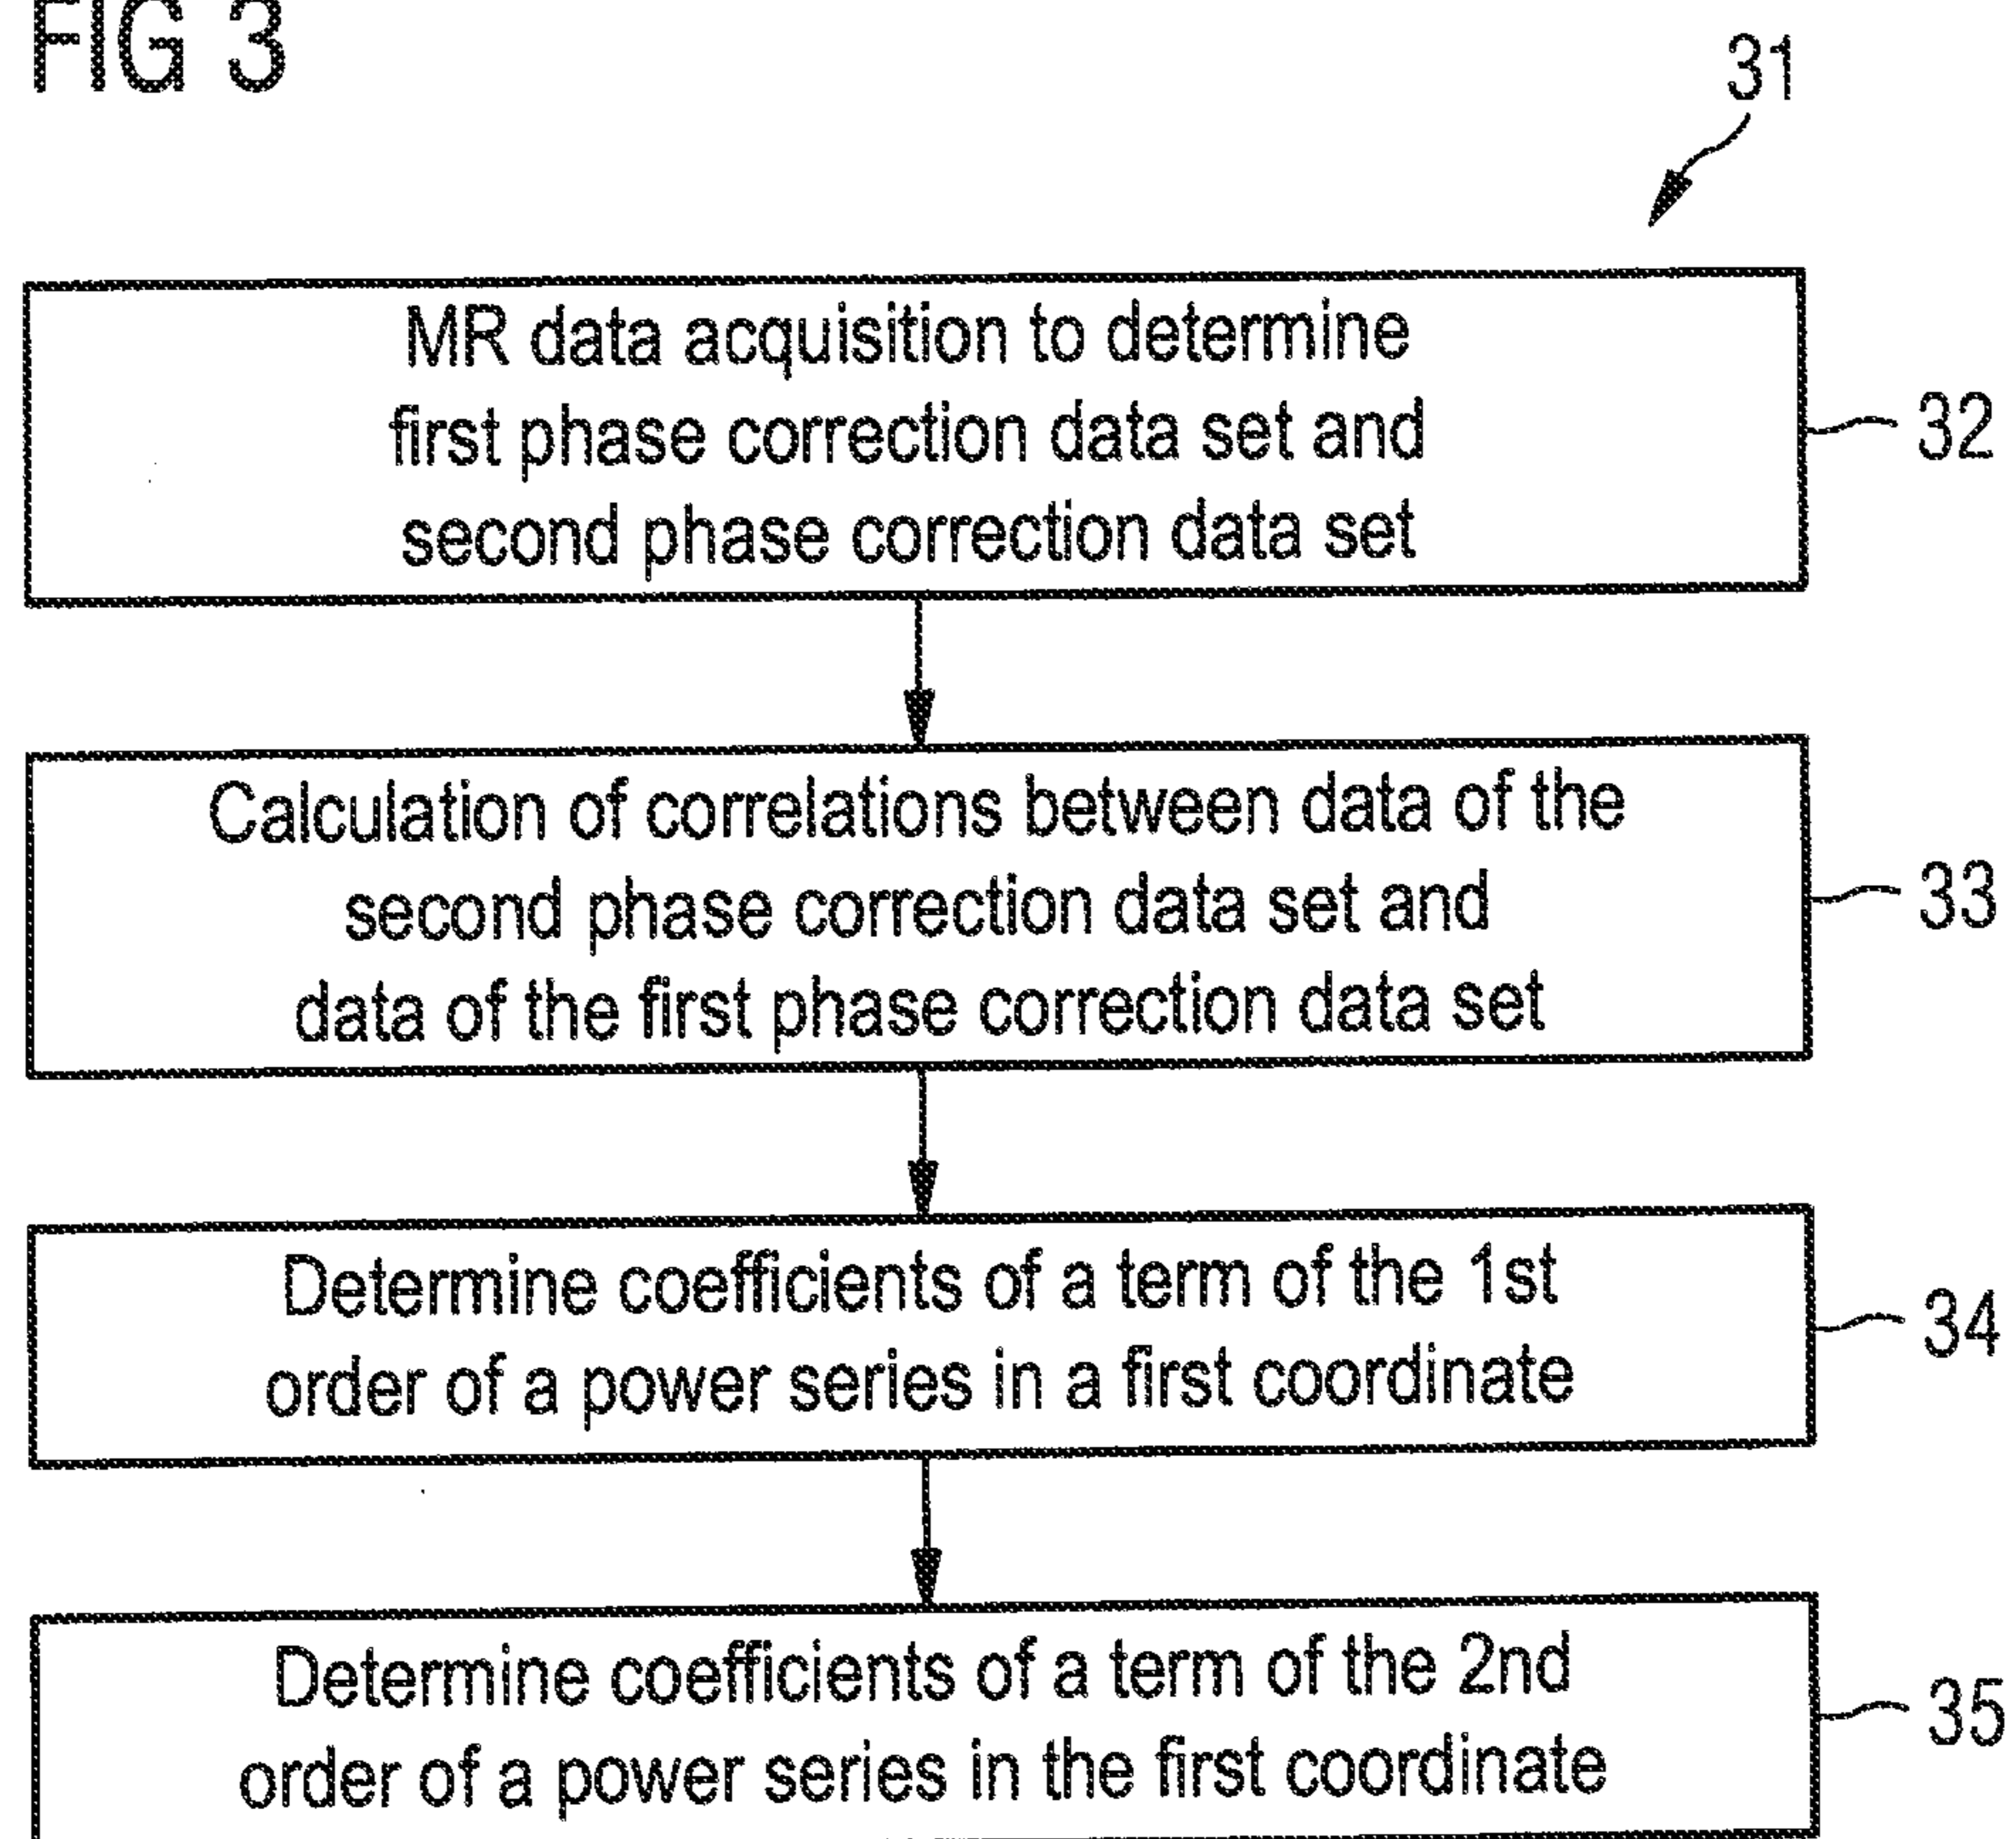 FIG 3
31
MR data acquisition to determine
first phase correction data set and
second phase correction data set
32
Calculation of correlations between data of the
second phase correction data set and
data of the first phase correction data set
33
Determine coefficients of a term of the 1st
order of a power series in a first coordinate
34
Determine coefficients of a term of the 2nd
order of a power series in the first coordinate
35